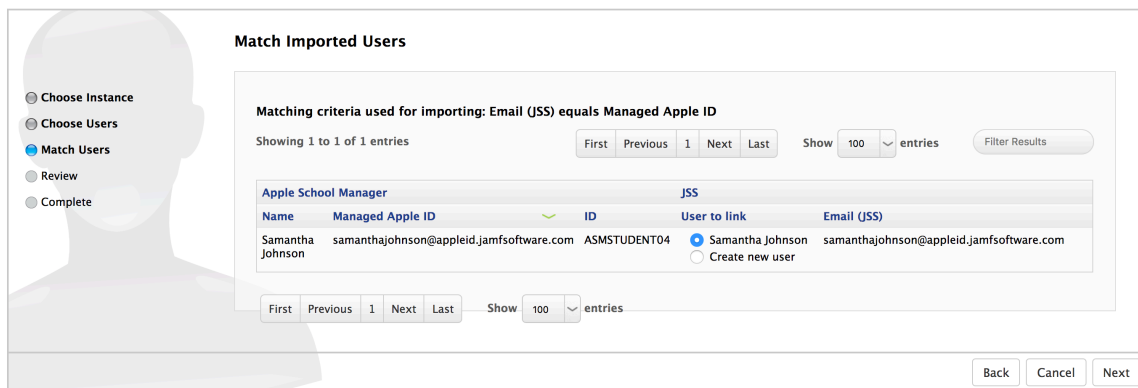 Match Imported Users
Choose Instance
Choose Users
Match Users
Review
Complete
Matching criteria used for importing: Email (JSS) equals Managed Apple ID
Showing 1 to 1 of 1 entries
First Previous 1 Next Last
Show 100 entries
Filter Results
Apple School Manager JSS
Name Managed Apple ID ID User to link Email (JSS)
Samantha Johnson samanthajohnson@appleid.jamfsoftware.com ASMSTUDENT04 Samantha Johnson samanthajohnson@appleid.jamfsoftware.com
Create new user
First Previous 1 Next Last Show 100 entries
Back Cancel Next